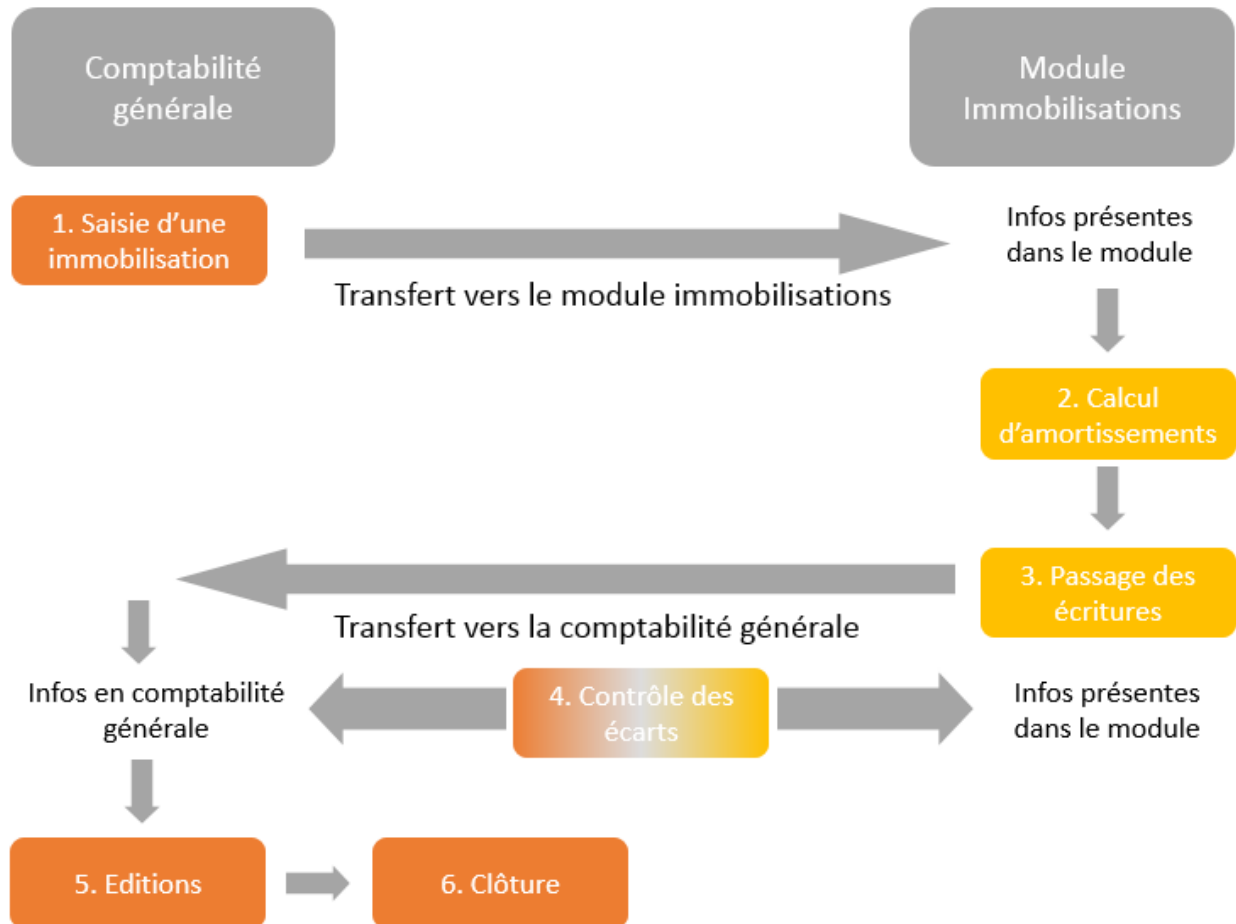 Comptabilité
générale
Module
Immobilisations
1. Saisie d’une
immobilisation
Transfert vers le module immobilisations
Infos présentes
dans le module
2. Calcul
d’amortissements
3. Passage des
écritures
Transfert vers la comptabilité générale
Infos en comptabilité
générale
4. Contrôle des
écarts
Infos présentes
dans le module
5. Editions
6. Clôture